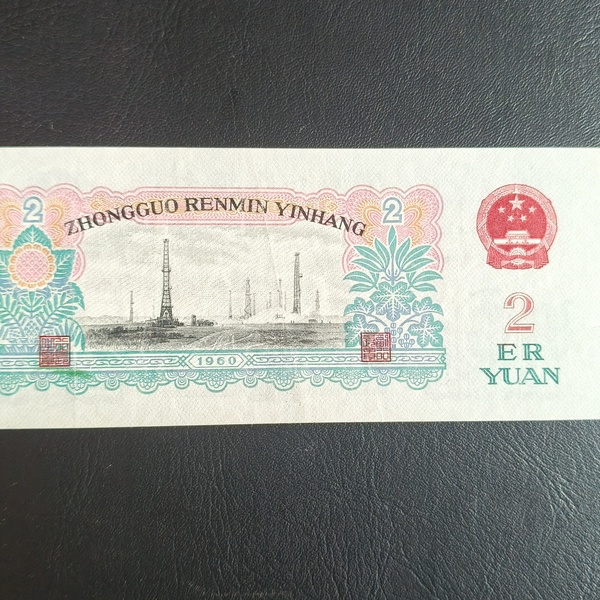 2
2
ZHONGGUO RENMIN YINHANG
1960
2
ER
YUAN